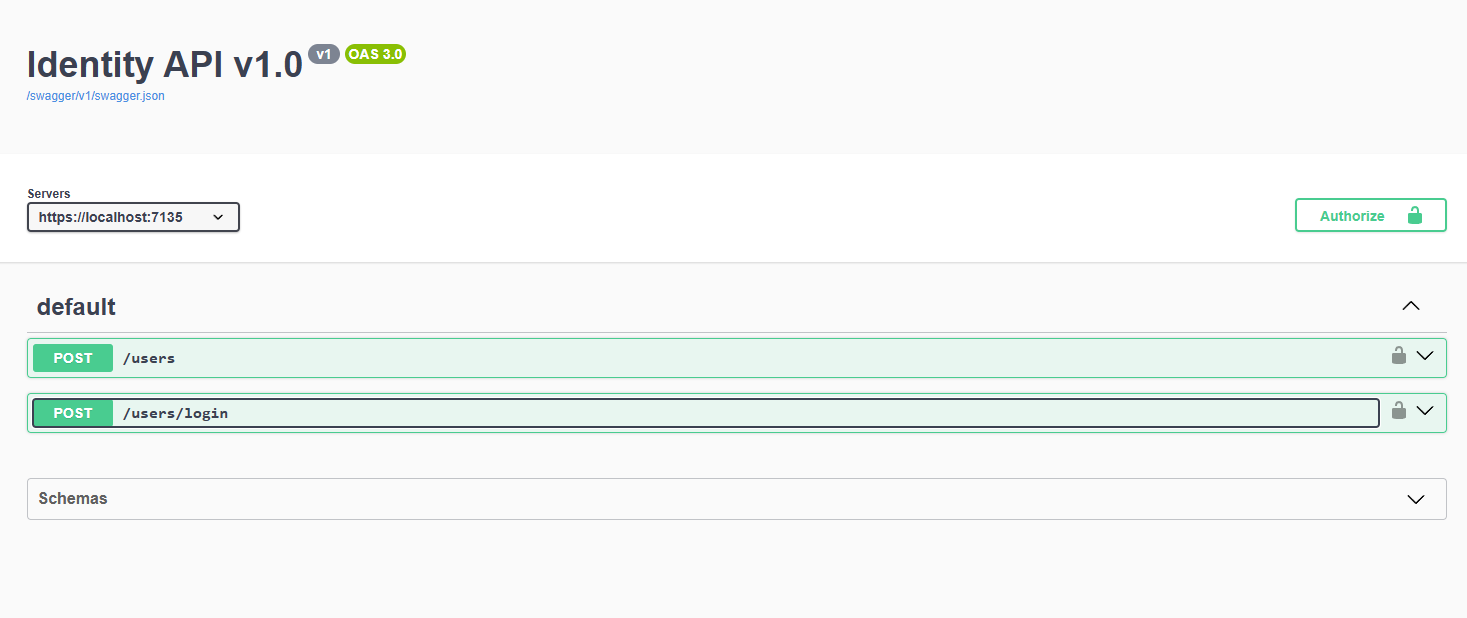 Identity API v1.0 v1 OAS 3.0
/swagger/v1/swagger.json
Servers
https://localhost:7135
Authorize
default
POST /users
POST /users/login
Schemas